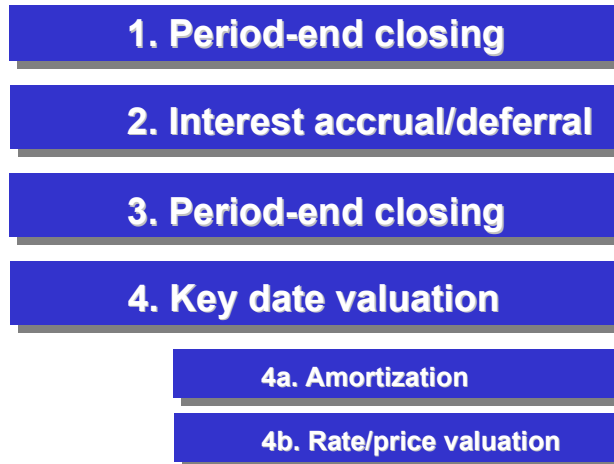 1. Period-end closing
2. Interest accrual/deferral
3. Period-end closing
4. Key date valuation
4a. Amortization
4b. Rate/price valuation